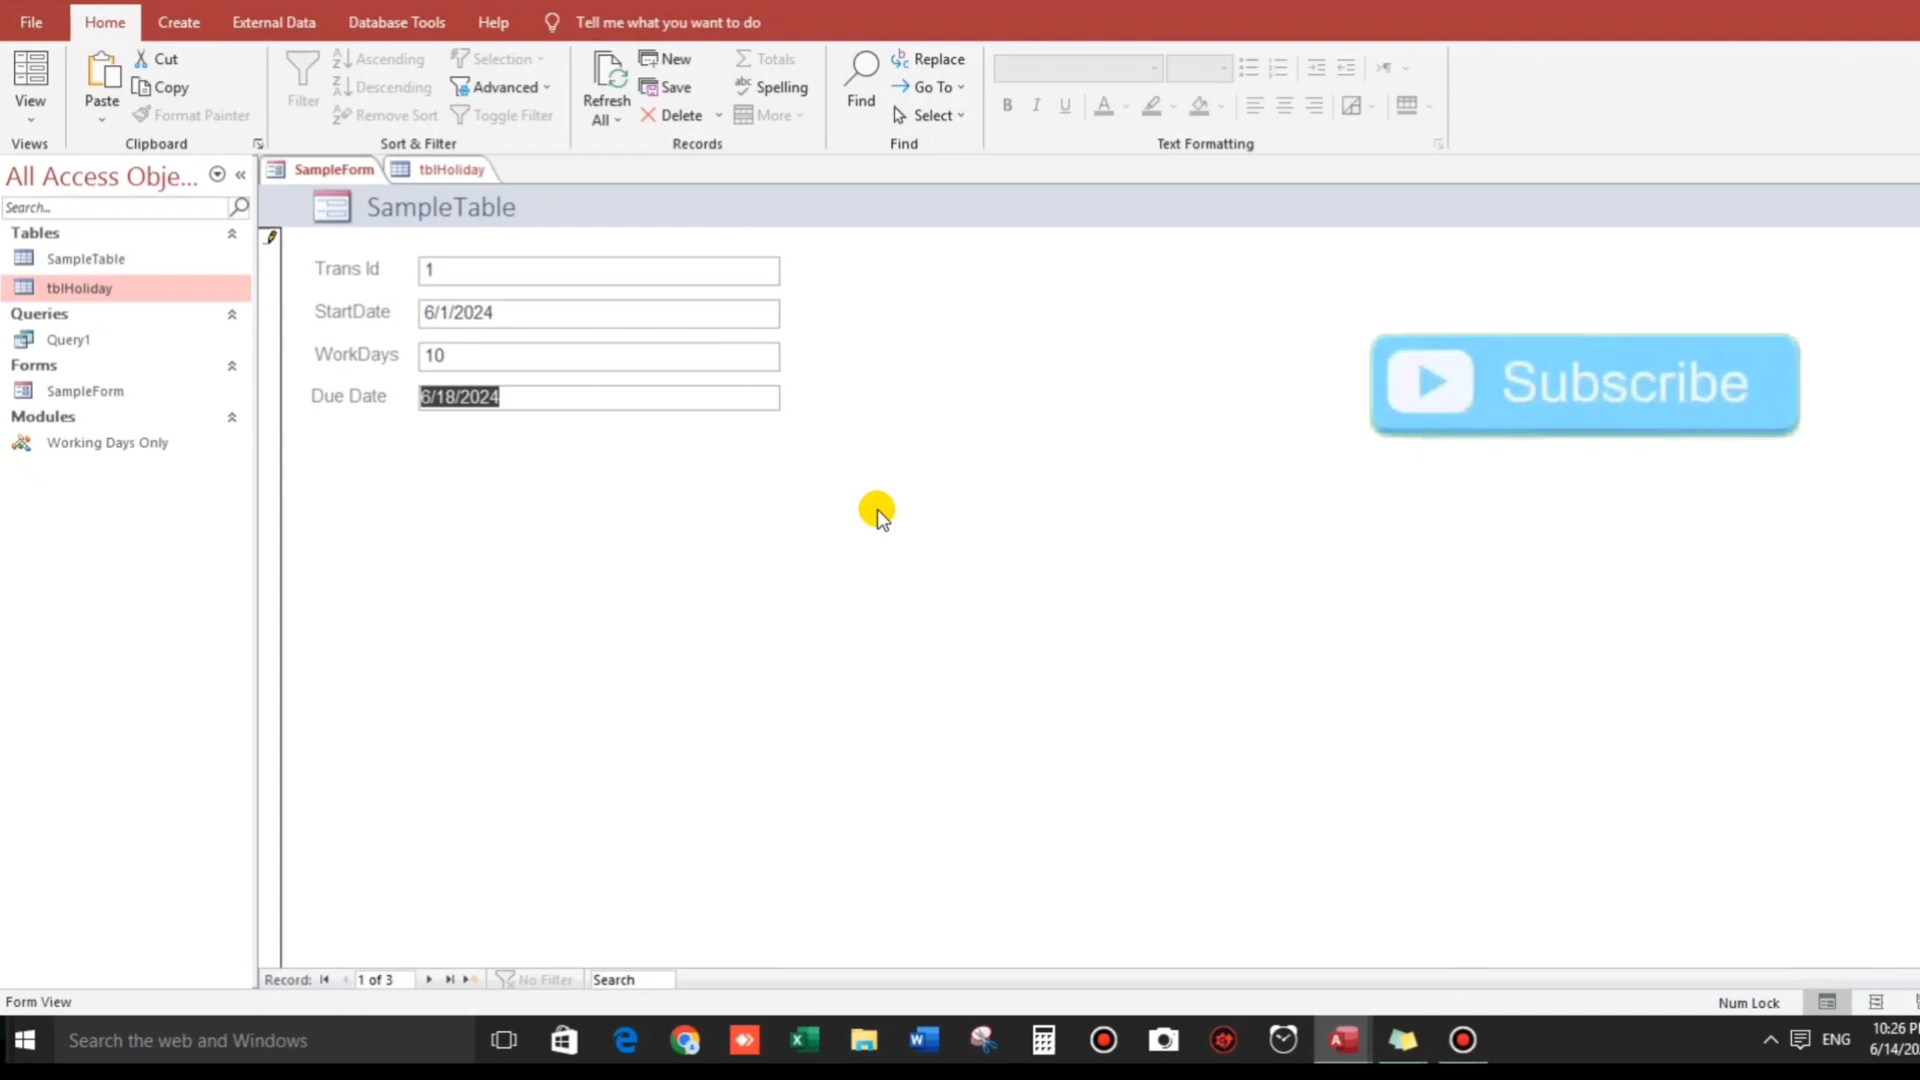 File Home Create External Data Database Tools Help Tell me what you want to do
View
Views
Paste
Cut
Copy
Format Painter
Clipboard
Filter
Ascending
Descending
Remove Sort
Selection
Advanced
Toggle Filter
Sort & Filter
Refresh
All
New
Save
Delete
Totals
Spelling
More
Records
Find
Replace
Go To
Select
Find
B I U A
Text Formatting
All Access Obje...
Search...
Tables
SampleTable
tblHoliday
Queries
Query1
Forms
SampleForm
Modules
Working Days Only
SampleForm tblHoliday
SampleTable
Trans Id 1
StartDate 6/1/2024
WorkDays 10
Due Date 6/18/2024
Subscribe
Record: 1 of 3 No Filter Search
Form View Num Lock
Search the web and Windows
ENG
10:26 P
6/14/20